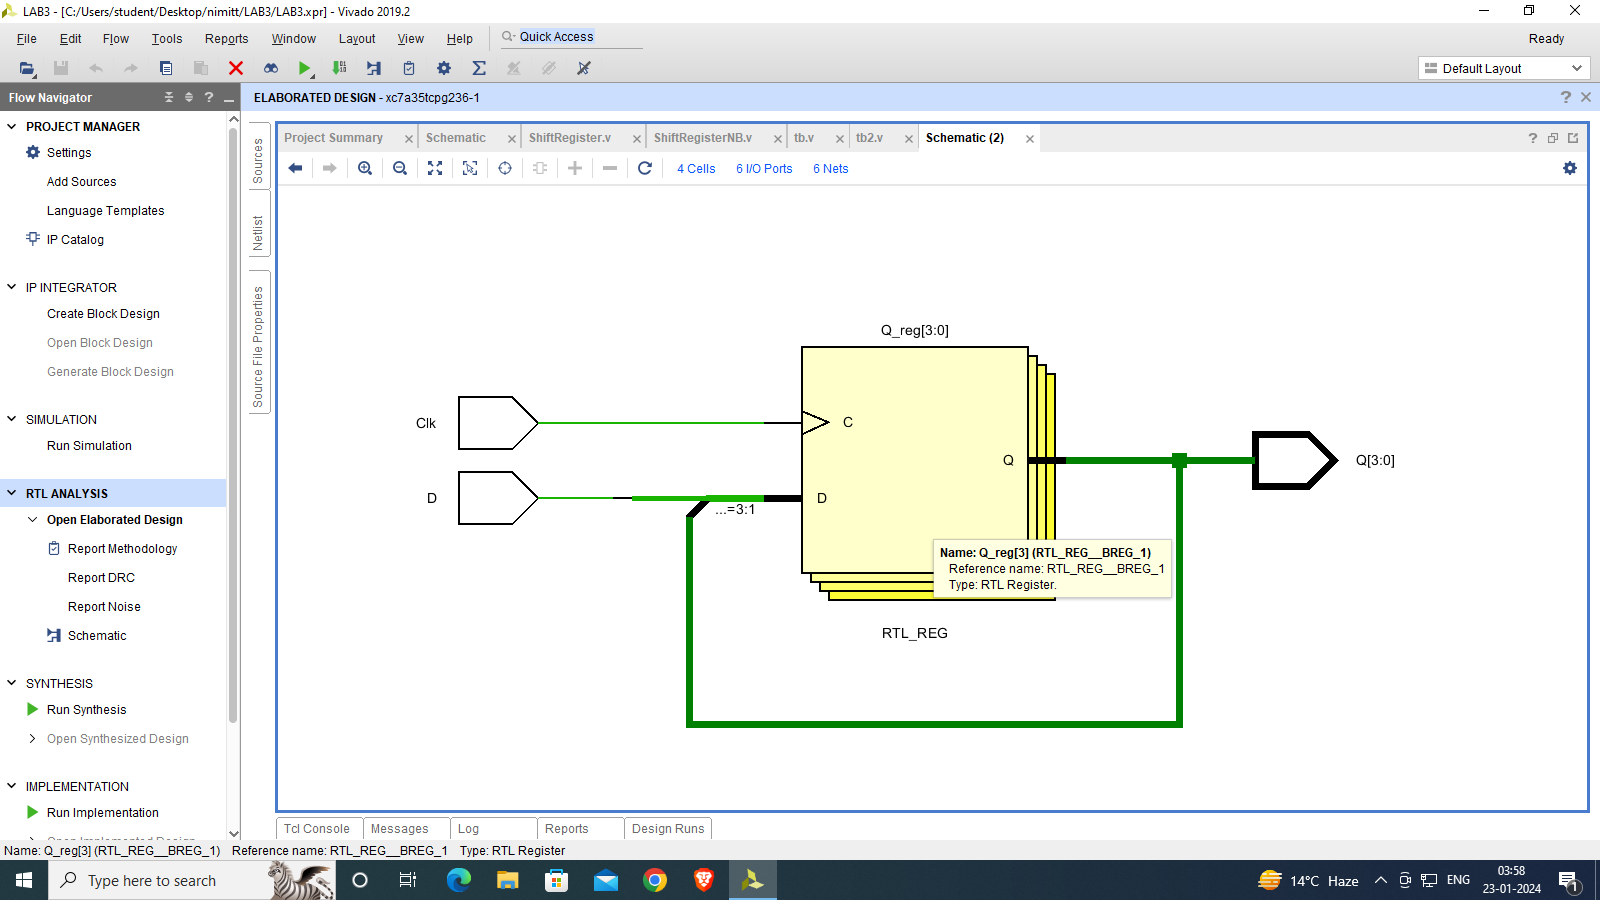 LAB3 - [C:/Users/student/Desktop/nimitt/LAB3/LAB3.xpr] - Vivado 2019.2
File Edit Flow Tools Reports Window Layout View Help Quick Access Ready
Default Layout
Flow Navigator
ELABORATED DESIGN - xc7a35tcpg236-1
PROJECT MANAGER
Settings
Add Sources
Language Templates
IP Catalog
IP INTEGRATOR
Create Block Design
Open Block Design
Generate Block Design
SIMULATION
Run Simulation
RTL ANALYSIS
Open Elaborated Design
Report Methodology
Report DRC
Report Noise
Schematic
SYNTHESIS
Run Synthesis
Open Synthesized Design
IMPLEMENTATION
Run Implementation
Open Implemented Design
Sources
Netlist
Source File Properties
Project Summary Schematic ShiftRegister.v ShiftRegisterNB.v tb.v tb2.v Schematic (2)
4 Cells 6 I/O Ports 6 Nets
Q_reg[3:0]
Clk
C
Q
Q[3:0]
D
D
...=3:1
Name: Q_reg[3] (RTL_REG__BREG_1)
Reference name: RTL_REG__BREG_1
Type: RTL Register.
RTL_REG
Tcl Console Messages Log Reports Design Runs
Name: Q_reg[3] (RTL_REG__BREG_1) Reference name: RTL_REG__BREG_1 Type: RTL Register
Type here to search
14°C Haze
ENG
03:58
23-01-2024
1